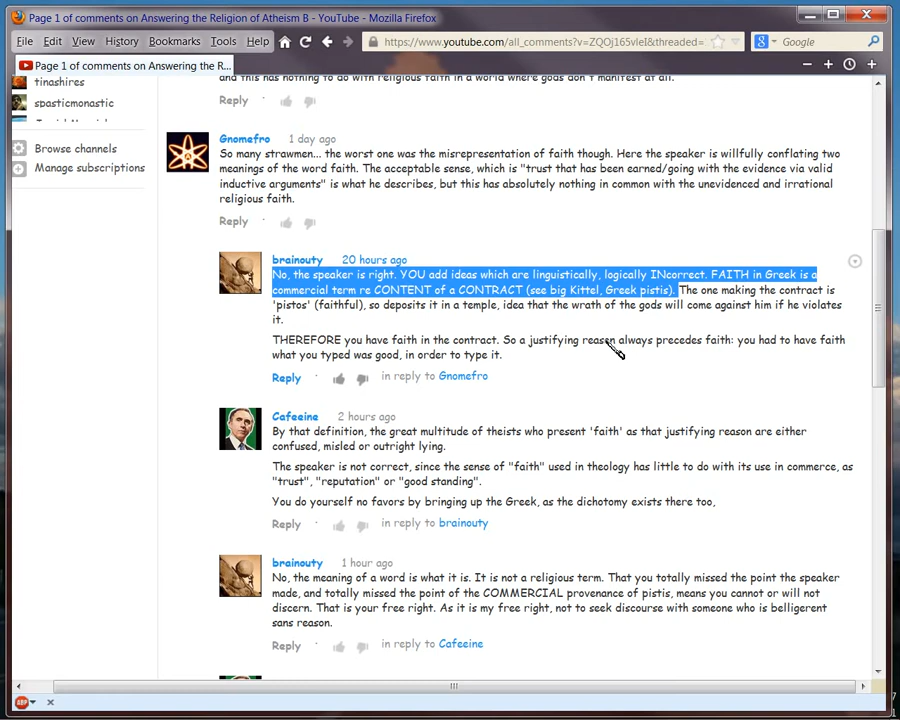 Page 1 of comments on Answering the Religion of Atheism B - YouTube - Mozilla Firefox
File Edit View History Bookmarks Tools Help
https://www.youtube.com/all_comments?v=ZQOj165vleI&threaded=
Google
Page 1 of comments on Answering the R...
tinashires
spasticmonastic
Browse channels
Manage subscriptions
and this has nothing to do with religious faith in a world where gods don't manifest at all.
Reply
Gnomefro 1 day ago
So many strawmen... the worst one was the misrepresentation of faith though. Here the speaker is willfully conflating two
meanings of the word faith. The acceptable sense, which is "trust that has been earned/going with the evidence via valid
inductive arguments" is what he describes, but this has absolutely nothing in common with the unevidenced and irrational
religious faith.
Reply
brainouty 20 hours ago
No, the speaker is right. YOU add ideas which are linguistically, logically INcorrect. FAITH in Greek is a
commercial term re CONTENT of a CONTRACT (see big Kittel, Greek pistis). The one making the contract is
'pistos' (faithful), so deposits it in a temple, idea that the wrath of the gods will come against him if he violates
it.
THEREFORE you have faith in the contract. So a justifying reason always precedes faith: you had to have faith
what you typed was good, in order to type it.
Reply in reply to Gnomefro
Cafeeine 2 hours ago
By that definition, the great multitude of theists who present 'faith' as that justifying reason are either
confused, misled or outright lying.
The speaker is not correct, since the sense of "faith" used in theology has little to do with its use in commerce, as
"trust", "reputation" or "good standing".
You do yourself no favors by bringing up the Greek, as the dichotomy exists there too,
Reply in reply to brainouty
brainouty 1 hour ago
No, the meaning of a word is what it is. It is not a religious term. That you totally missed the point the speaker
made, and totally missed the point of the COMMERCIAL provenance of pistis, means you cannot or will not
discern. That is your free right. As it is my free right, not to seek discourse with someone who is belligerent
sans reason.
Reply in reply to Cafeeine
ABP